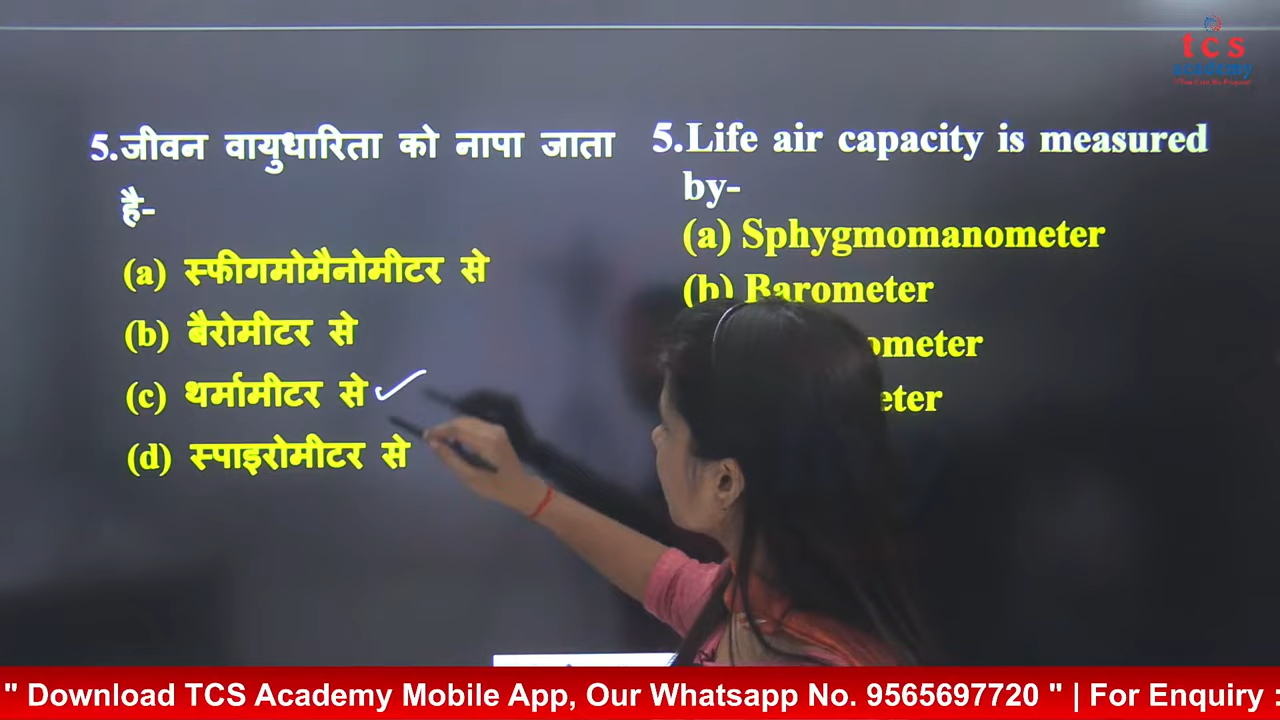 tcs
academy
5.जीवन वायुधारिता को नापा जाता
है-
(a) स्फीगमोमैनोमीटर से
(b) बैरोमीटर से
(c) थर्मामीटर से
(d) स्पाइरोमीटर से
5.Life air capacity is measured
by-
(a) Sphygmomanometer
(b) Barometer
ometer
eter
" Download TCS Academy Mobile App, Our Whatsapp No. 9565697720 " | For Enquiry :